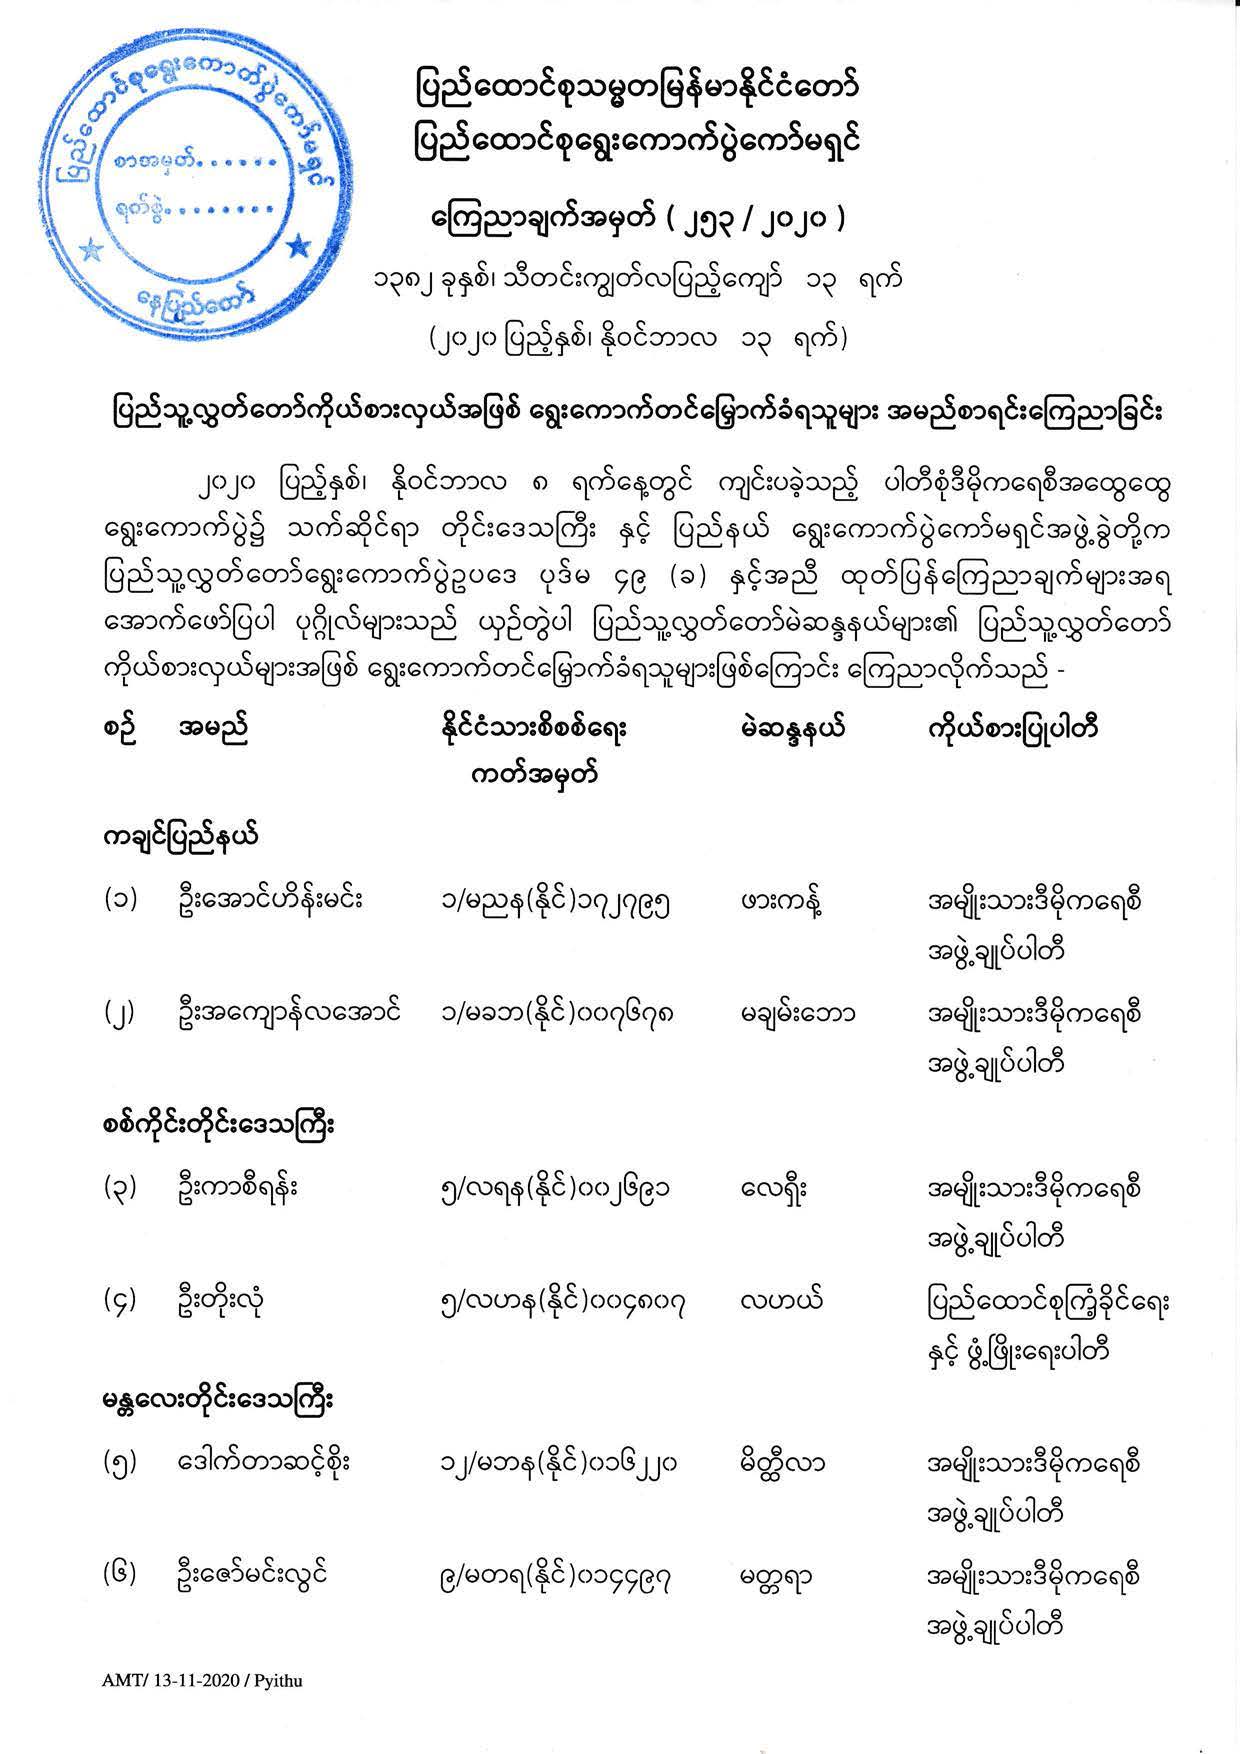 ပြည်ထောင်စုရွေးကောက်ပွဲကော်မရှင်
စာအမှတ်......
ရက်စွဲ........
နေပြည်တော်
ပြည်ထောင်စုသမ္မတမြန်မာနိုင်ငံတော်
ပြည်ထောင်စုရွေးကောက်ပွဲကော်မရှင်
ကြေညာချက်အမှတ် ( ၂၅၃ / ၂၀၂၀ )
၁၃၈၂ ခုနှစ်၊ သီတင်းကျွတ်လပြည့်ကျော် ၁၃ ရက်
(၂၀၂၀ ပြည့်နှစ်၊ နိုဝင်ဘာလ ၁၃ ရက်)
ပြည်သူ့လွှတ်တော်ကိုယ်စားလှယ်အဖြစ် ရွေးကောက်တင်မြှောက်ခံရသူများ အမည်စာရင်းကြေညာခြင်း
၂၀၂၀ ပြည့်နှစ်၊ နိုဝင်ဘာလ ၈ ရက်နေ့တွင် ကျင်းပခဲ့သည့် ပါတီစုံဒီမိုကရေစီအထွေထွေ
ရွေးကောက်ပွဲ၌ သက်ဆိုင်ရာ တိုင်းဒေသကြီး နှင့် ပြည်နယ် ရွေးကောက်ပွဲကော်မရှင်အဖွဲ့ခွဲတို့က
ပြည်သူ့လွှတ်တော်ရွေးကောက်ပွဲဥပဒေ ပုဒ်မ ၄၉ (ခ) နှင့်အညီ ထုတ်ပြန်ကြေညာချက်များအရ
အောက်ဖော်ပြပါ ပုဂ္ဂိုလ်များသည် ယှဉ်တွဲပါ ပြည်သူ့လွှတ်တော်မဲဆန္ဒနယ်များ၏ ပြည်သူ့လွှတ်တော်
ကိုယ်စားလှယ်များအဖြစ် ရွေးကောက်တင်မြှောက်ခံရသူများဖြစ်ကြောင်း ကြေညာလိုက်သည် -
စဉ် အမည် နိုင်ငံသားစိစစ်ရေး မဲဆန္ဒနယ် ကိုယ်စားပြုပါတီ
ကတ်အမှတ်
ကချင်ပြည်နယ်
(၁) ဦးအောင်ဟိန်းမင်း ၁/မညန(နိုင်)၁၇၂၇၉၅ ဖားကန့် အမျိုးသားဒီမိုကရေစီ
အဖွဲ့ချုပ်ပါတီ
(၂) ဦးအကျောန်လအောင် ၁/မခဘ(နိုင်)၀၀၇၆၇၈ မချမ်းဘော အမျိုးသားဒီမိုကရေစီ
အဖွဲ့ချုပ်ပါတီ
စစ်ကိုင်းတိုင်းဒေသကြီး
(၃) ဦးကာစီရန်း ၅/လရန(နိုင်)၀၀၂၆၉၁ လေရှီး အမျိုးသားဒီမိုကရေစီ
အဖွဲ့ချုပ်ပါတီ
(၄) ဦးတိုးလုံ ၅/လဟန(နိုင်)၀၀၄၈၀၇ လဟယ် ပြည်ထောင်စုကြံ့ခိုင်ရေး
နှင့် ဖွံ့ဖြိုးရေးပါတီ
မန္တလေးတိုင်းဒေသကြီး
(၅) ဒေါက်တာဆင့်စိုး ၁၂/မဘန(နိုင်)၀၁၆၂၂၀ မိတ္ထီလာ အမျိုးသားဒီမိုကရေစီ
အဖွဲ့ချုပ်ပါတီ
(၆) ဦးဇော်မင်းလွင် ၉/မတရ(နိုင်)၀၁၄၄၉၇ မတ္တရာ အမျိုးသားဒီမိုကရေစီ
အဖွဲ့ချုပ်ပါတီ
AMT/ 13-11-2020 / Pyithu